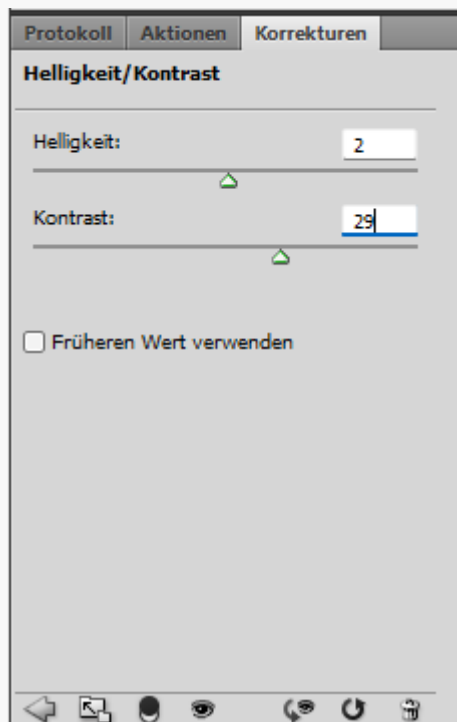 Protokoll Aktionen Korrekturen
Helligkeit/Kontrast
Helligkeit: 2
Kontrast: 29
Früheren Wert verwenden